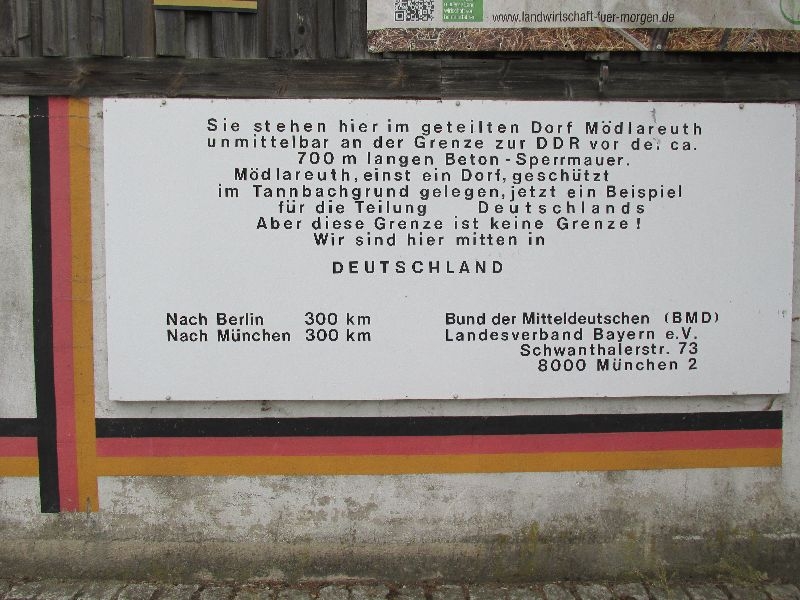 www.landwirtschaft-fuer-morgen.de
Sie stehen hier im geteilten Dorf Mödlareuth
unmittelbar an der Grenze zur DDR vor de. ca.
700 m langen Beton-Sperrmauer.
Mödlareuth, einst ein Dorf, geschützt
im Tannbachgrund gelegen, jetzt ein Beispiel
für die Teilung Deutschlands
Aber diese Grenze ist keine Grenze!
Wir sind hier mitten in
DEUTSCHLAND
Nach Berlin 300 km
Nach München 300 km
Bund der Mitteldeutschen (BMD)
Landesverband Bayern e.V.
Schwanthalerstr. 73
8000 München 2